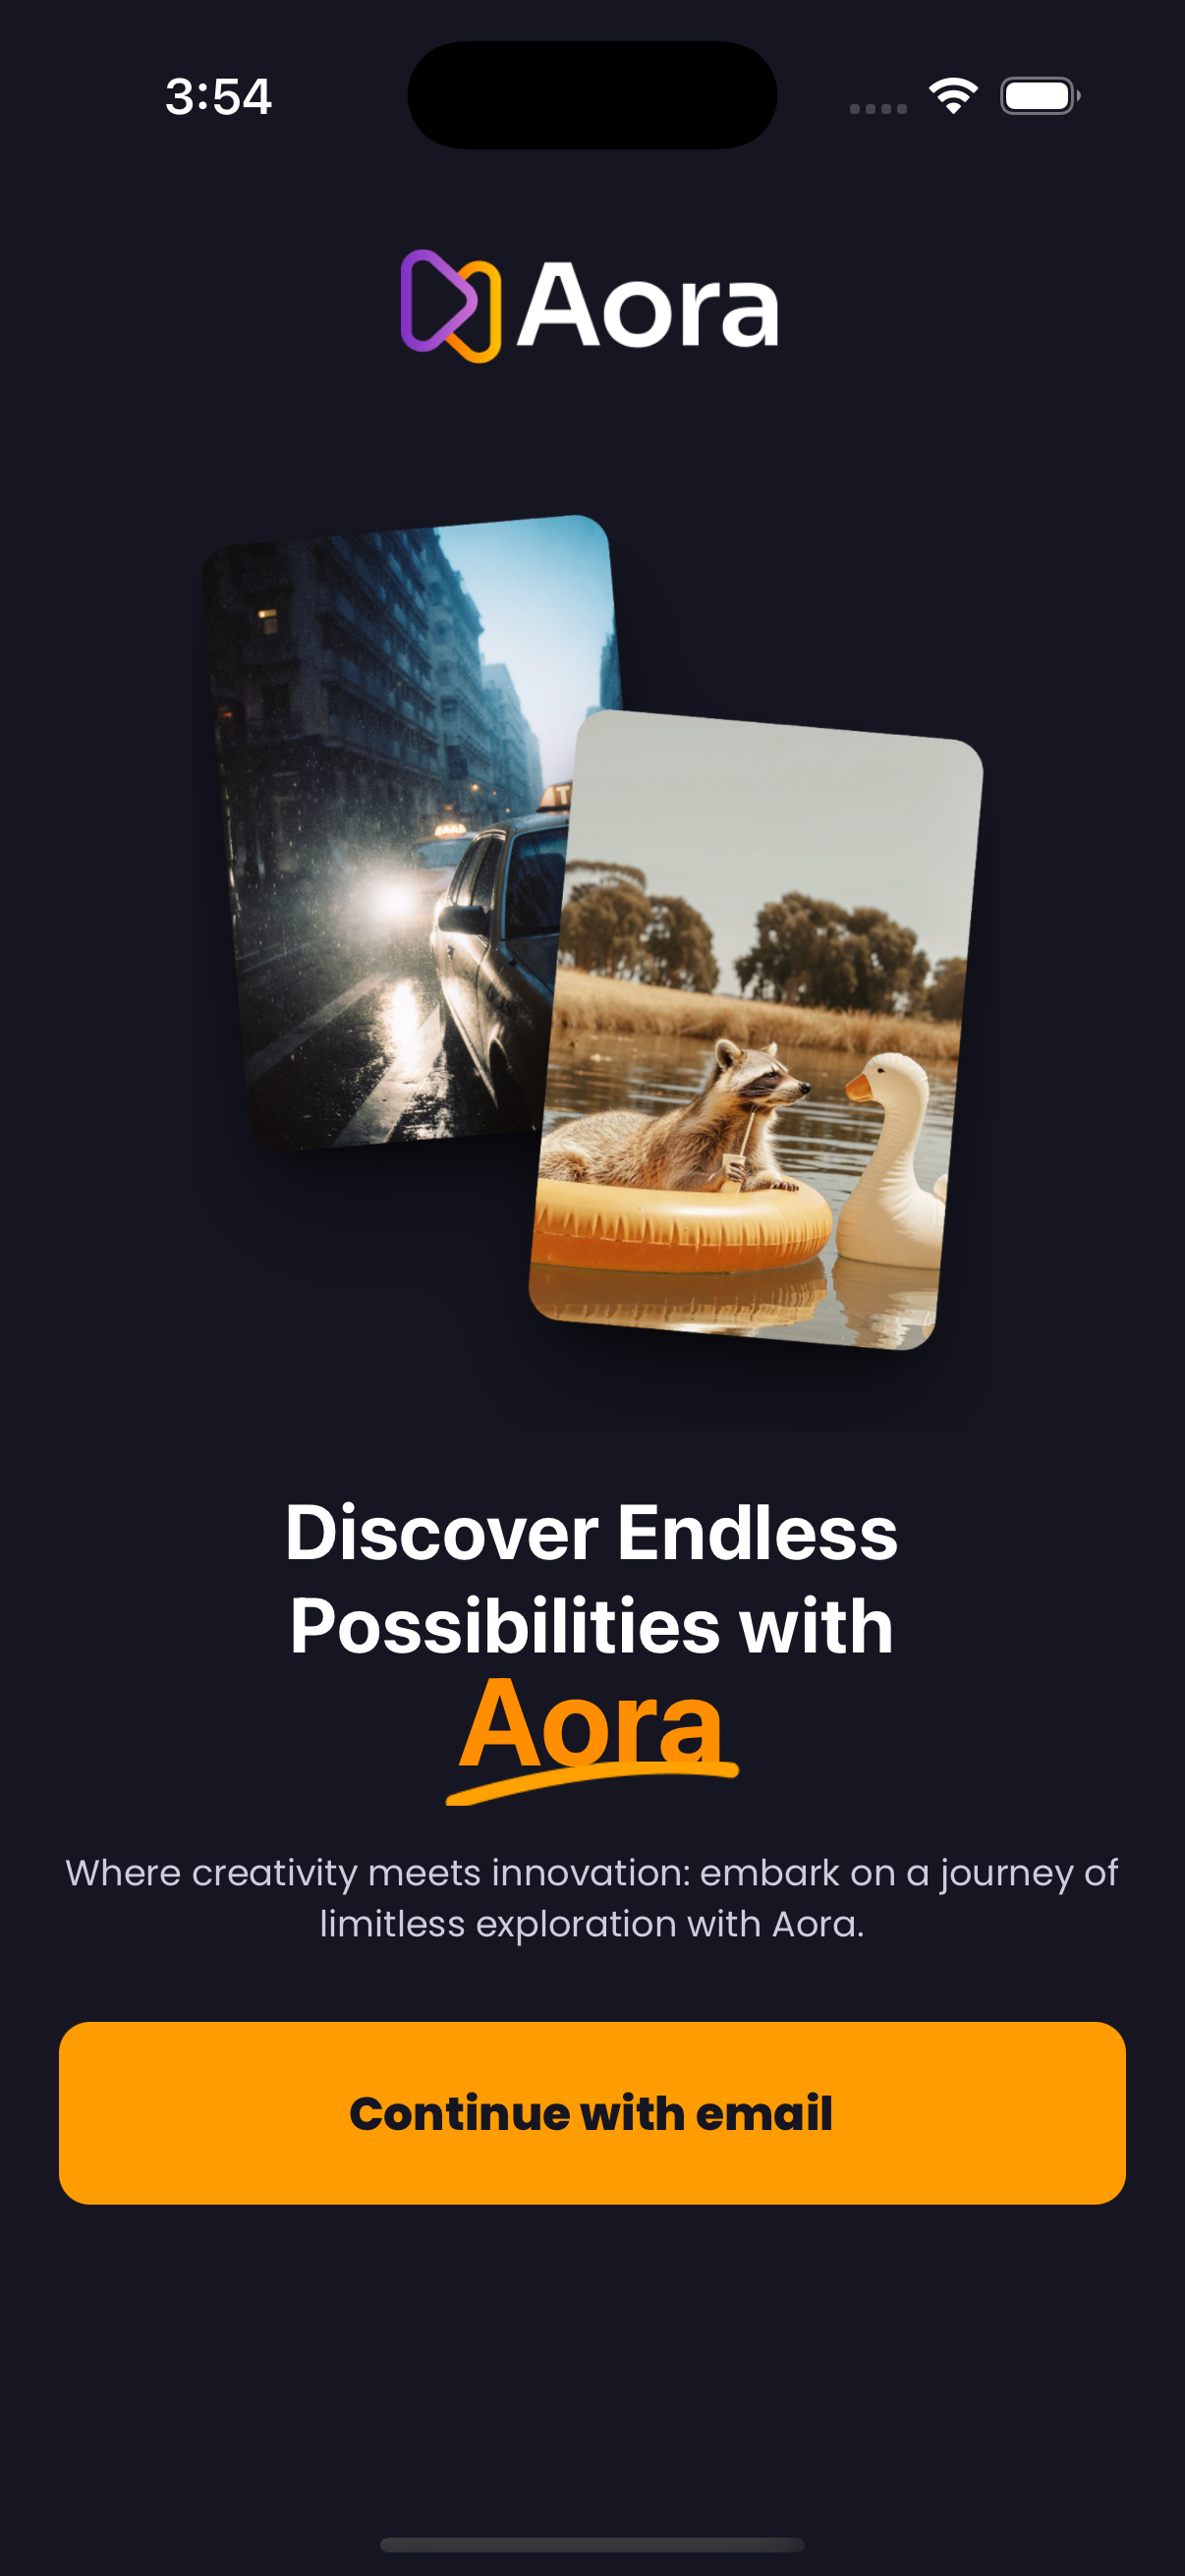 3:54
Aora
Discover Endless
Possibilities with
Aora
Where creativity meets innovation: embark on a journey of
limitless exploration with Aora.
Continue with email